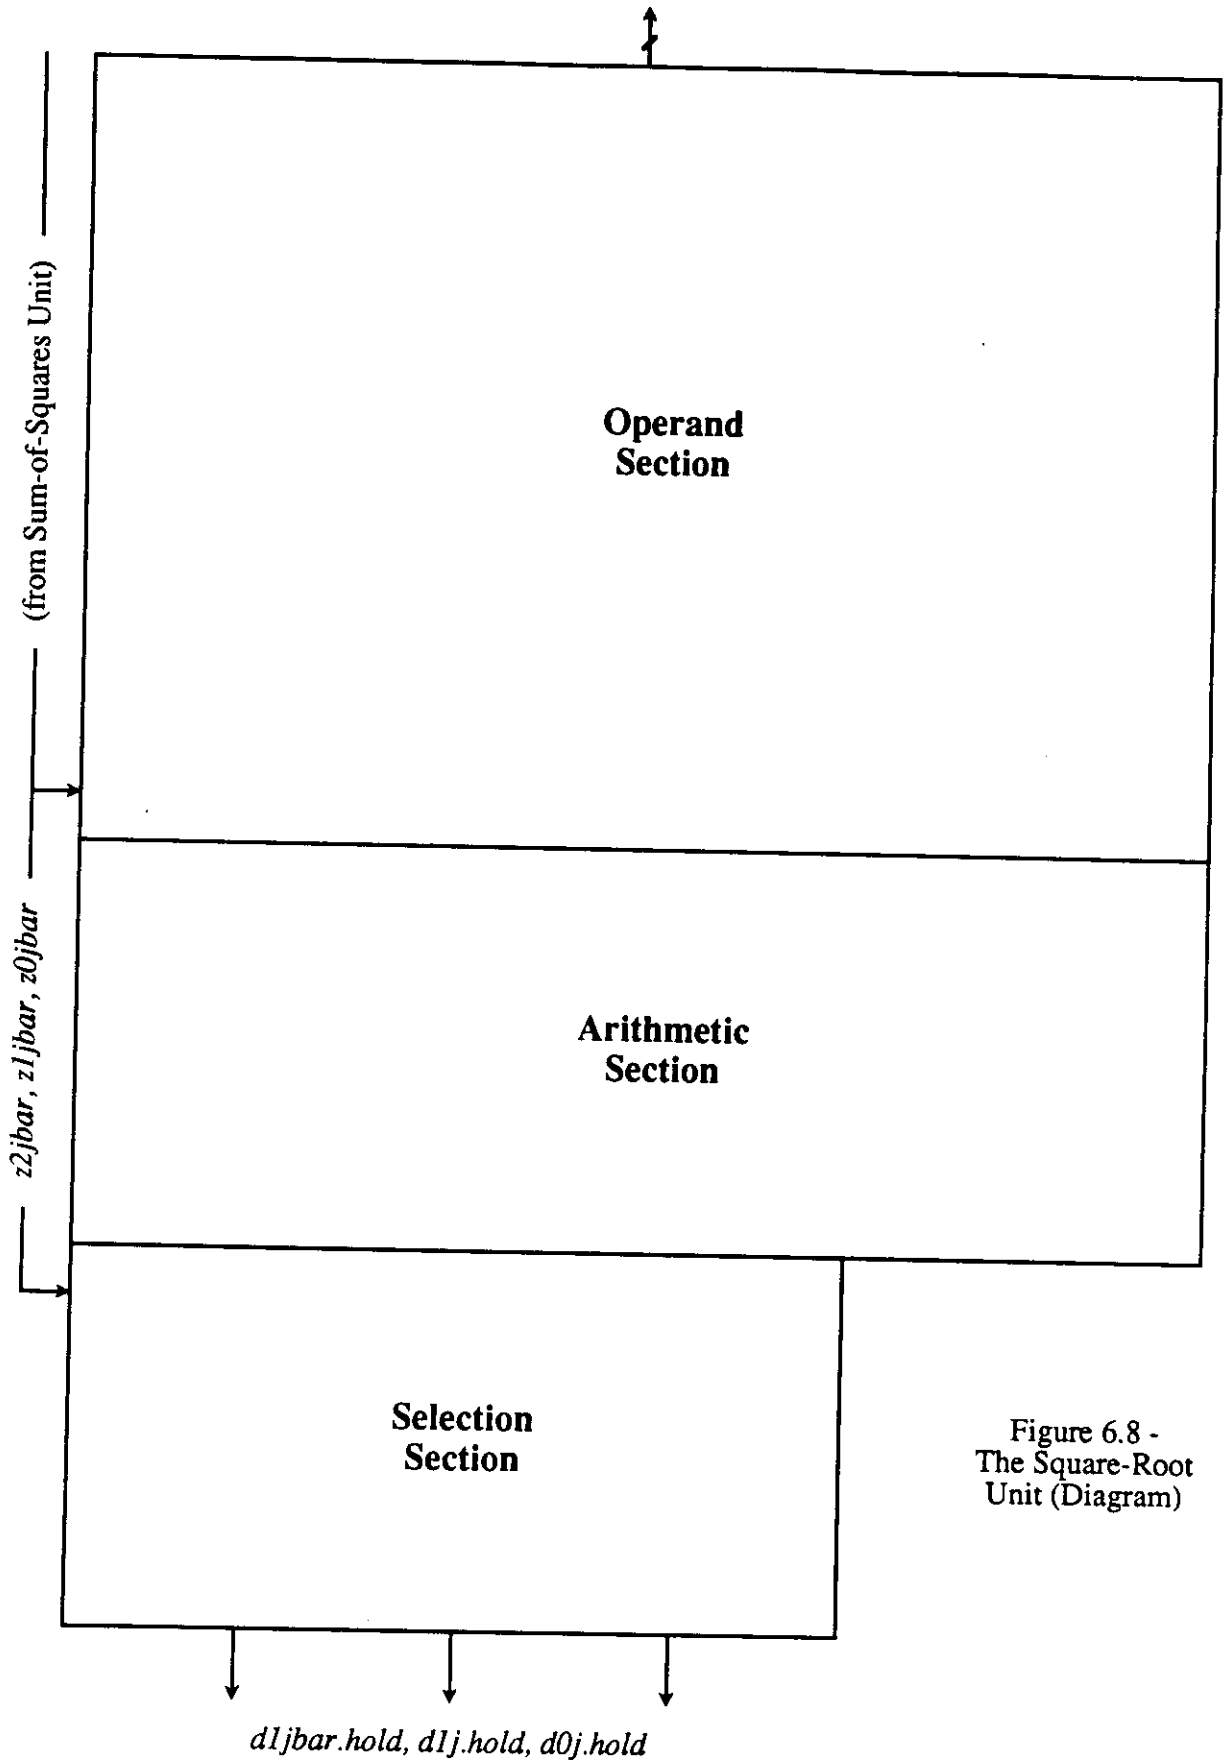 (from Sum-of-Squares Unit)
Operand
Section
z2jbar, z1jbar, z0jbar
Arithmetic
Section
Selection
Section
Figure 6.8 -
The Square-Root
Unit (Diagram)
d1jbar.hold, d1j.hold, d0j.hold